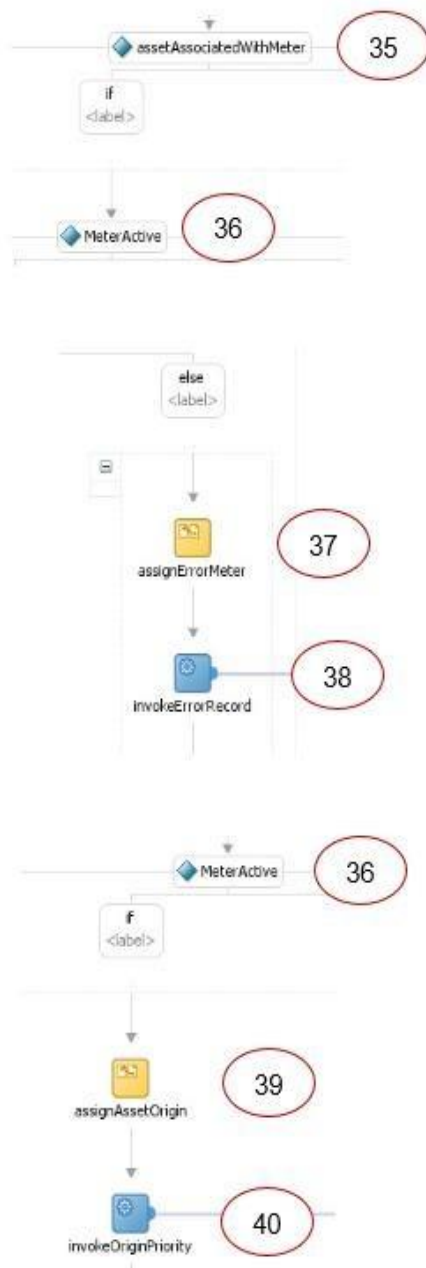 assetAssociatedWithMeter
35
if
<label>
MeterActive
36
else
<label>
37
assignErrorMeter
38
invokeErrorRecord
MeterActive
36
if
<label>
39
assignAssetOrigin
40
invokeOriginPriority